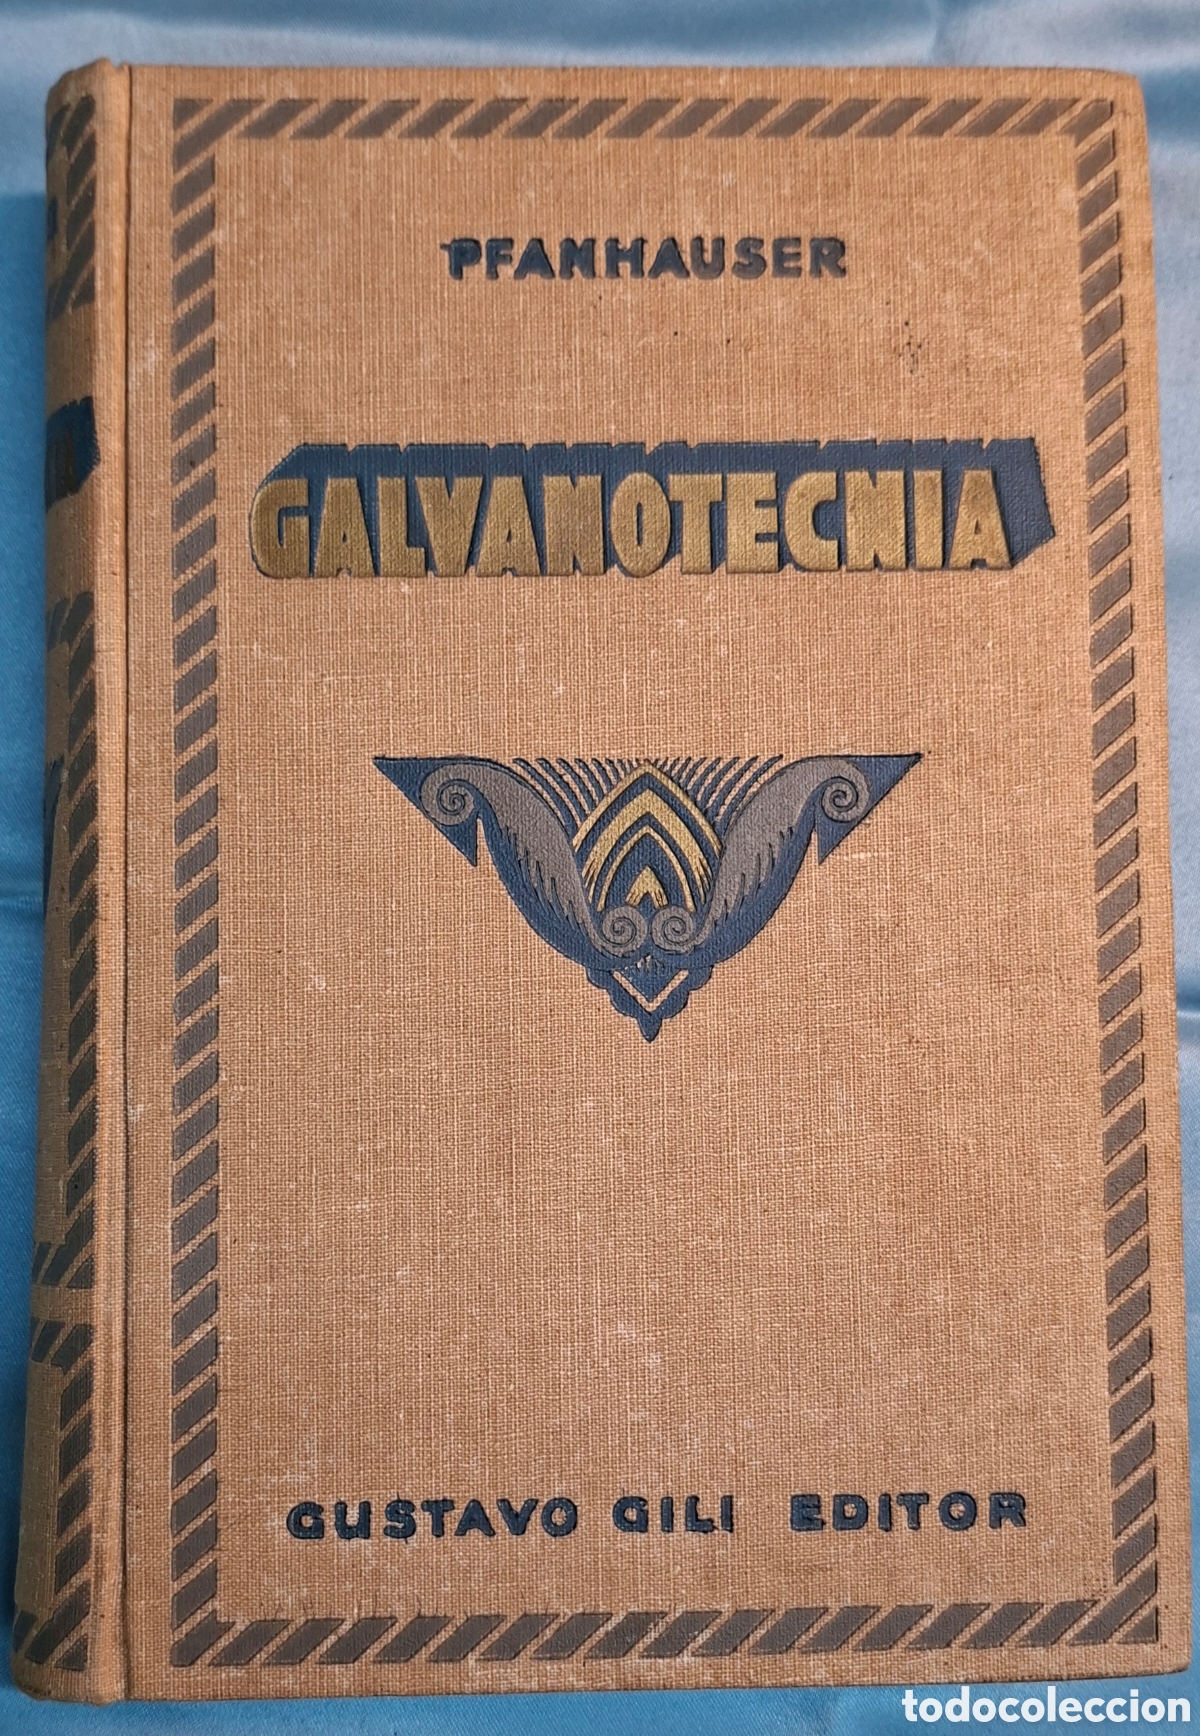 PFANHAUSER
GALVANOTECNIA
GUSTAVO GILI EDITOR
todocoleccion